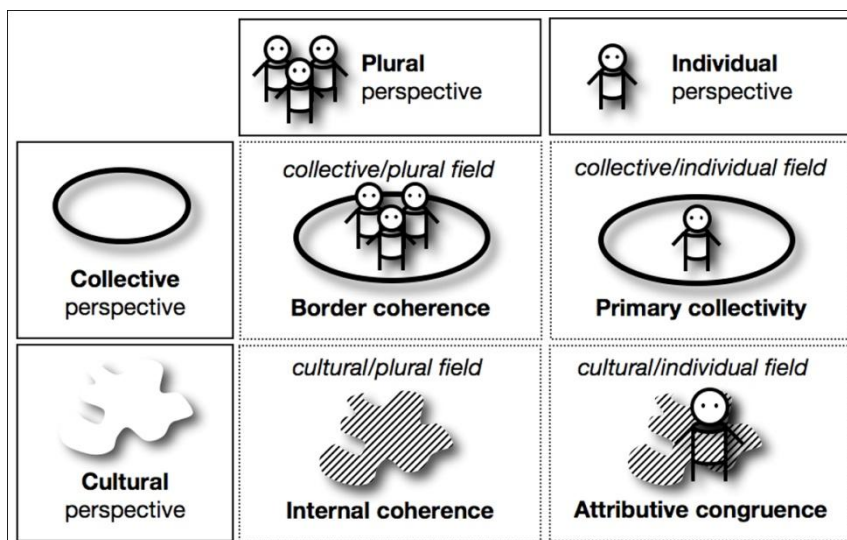 Plural
perspective
Individual
perspective
collective/plural field
collective/individual field
Collective
perspective
Border coherence
Primary collectivity
cultural/plural field
cultural/individual field
Cultural
perspective
Internal coherence
Attributive congruence